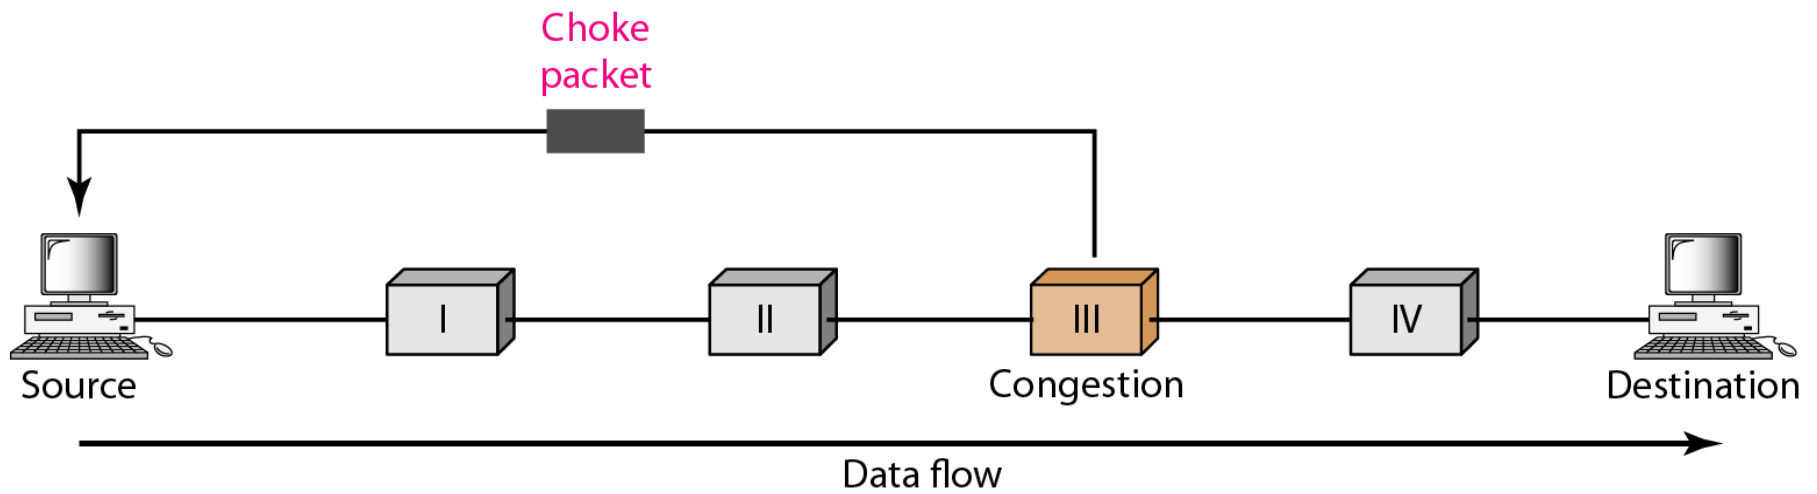 Choke
packet
I
II
III
IV
Source
Congestion
Destination
Data flow